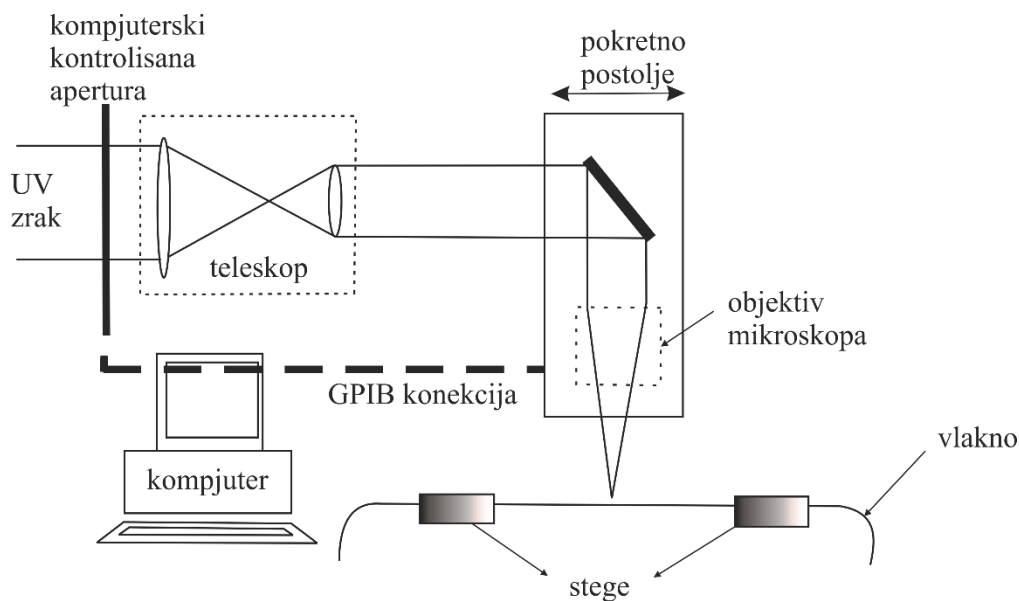 kompjuterski
kontrolisana
apertura
pokretno
postolje
UV
zrak
teleskop
objektiv
mikroskopa
GPIB konekcija
vlakno
kompjuter
stege